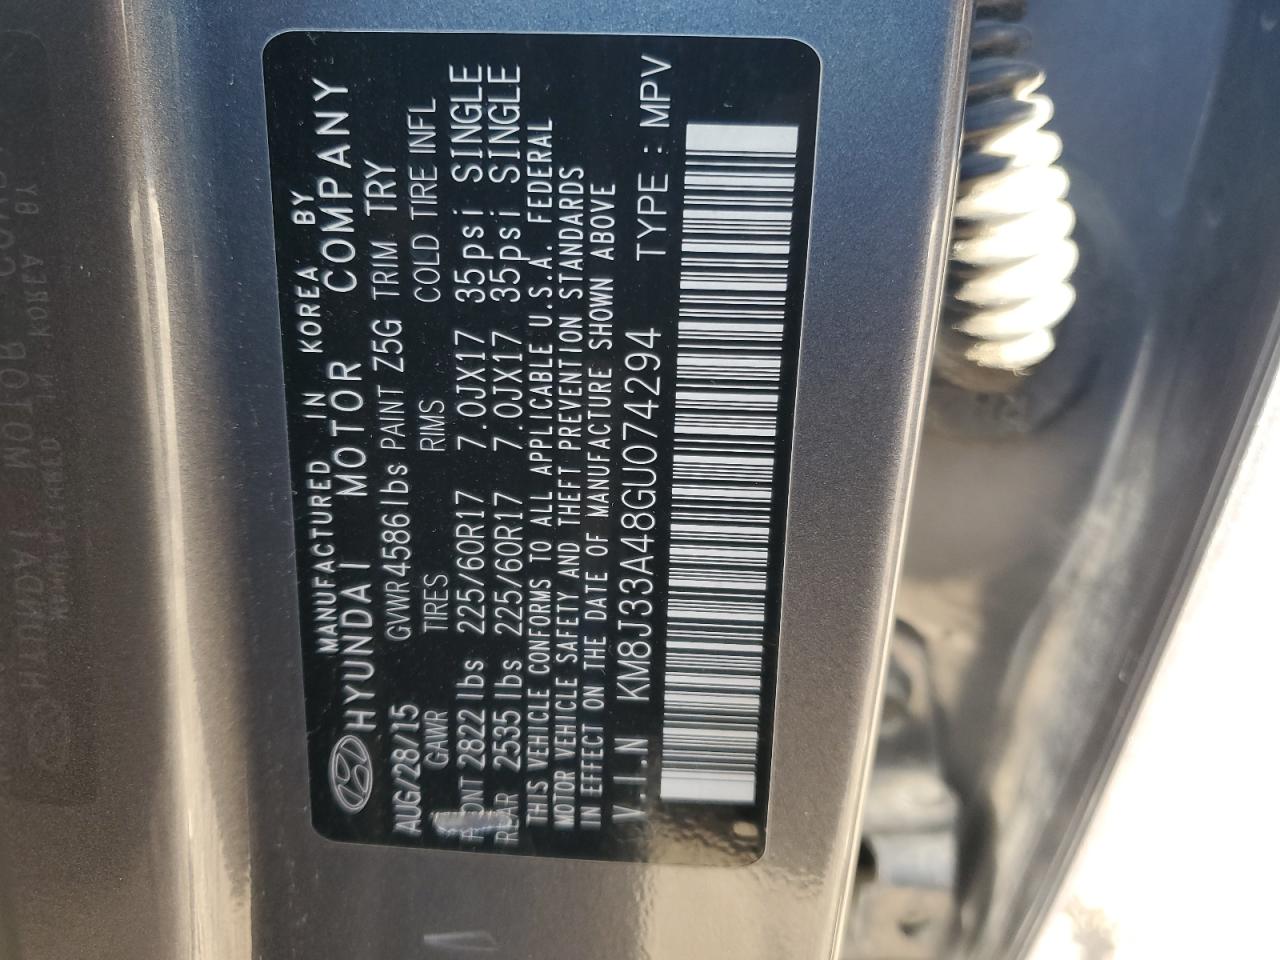 MANUFACTURED IN KOREA BY
HYUNDAI MOTOR COMPANY
AUG/28/15 GVWR4586lbs PAINT Z5G TRIM TRY
GAWR TIRES RIMS COLD TIRE INFL
FRONT 2822 lbs 225/60R17 7.0JX17 35psi SINGLE
REAR 2535 lbs 225/60R17 7.0JX17 35psi SINGLE
THIS VEHICLE CONFORMS TO ALL APPLICABLE U.S.A. FEDERAL
MOTOR VEHICLE SAFETY AND THEFT PREVENTION STANDARDS
IN EFFECT ON THE DATE OF MANUFACTURE SHOWN ABOVE
V.I.N KM8J33A48GU074294 TYPE : MPV